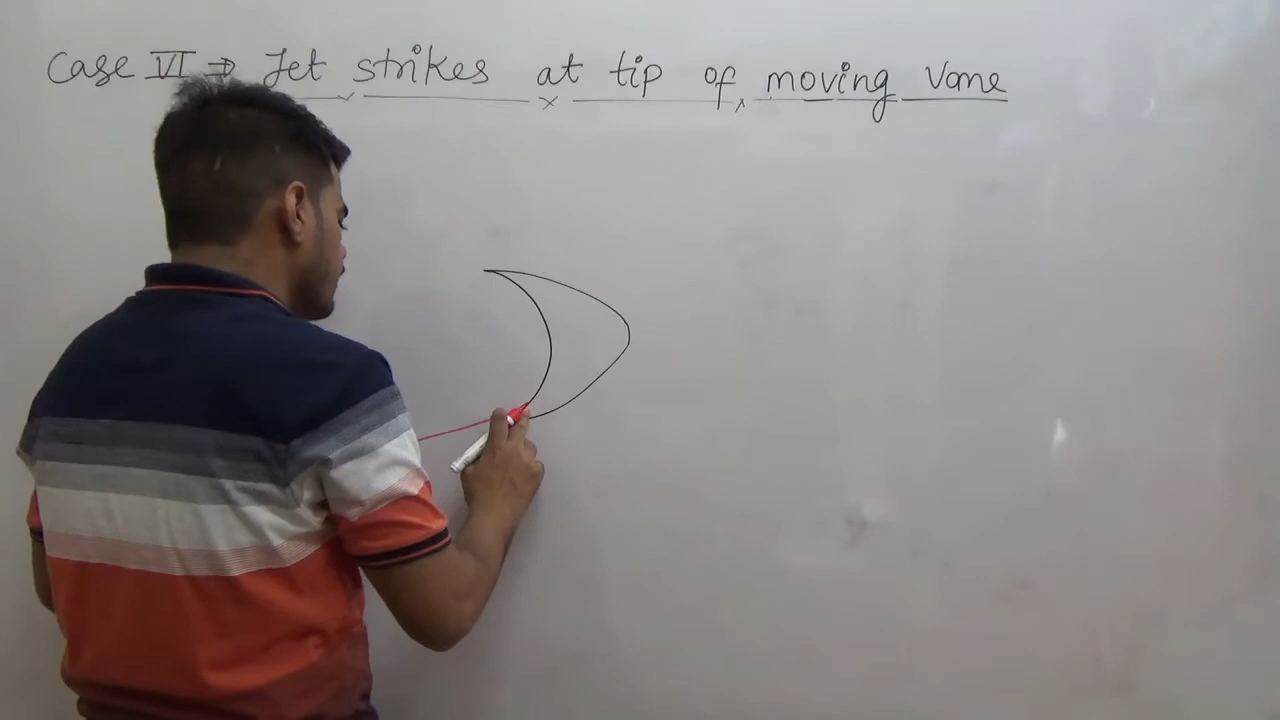 Case VI ⇒ Jet strikes at tip of moving Vane